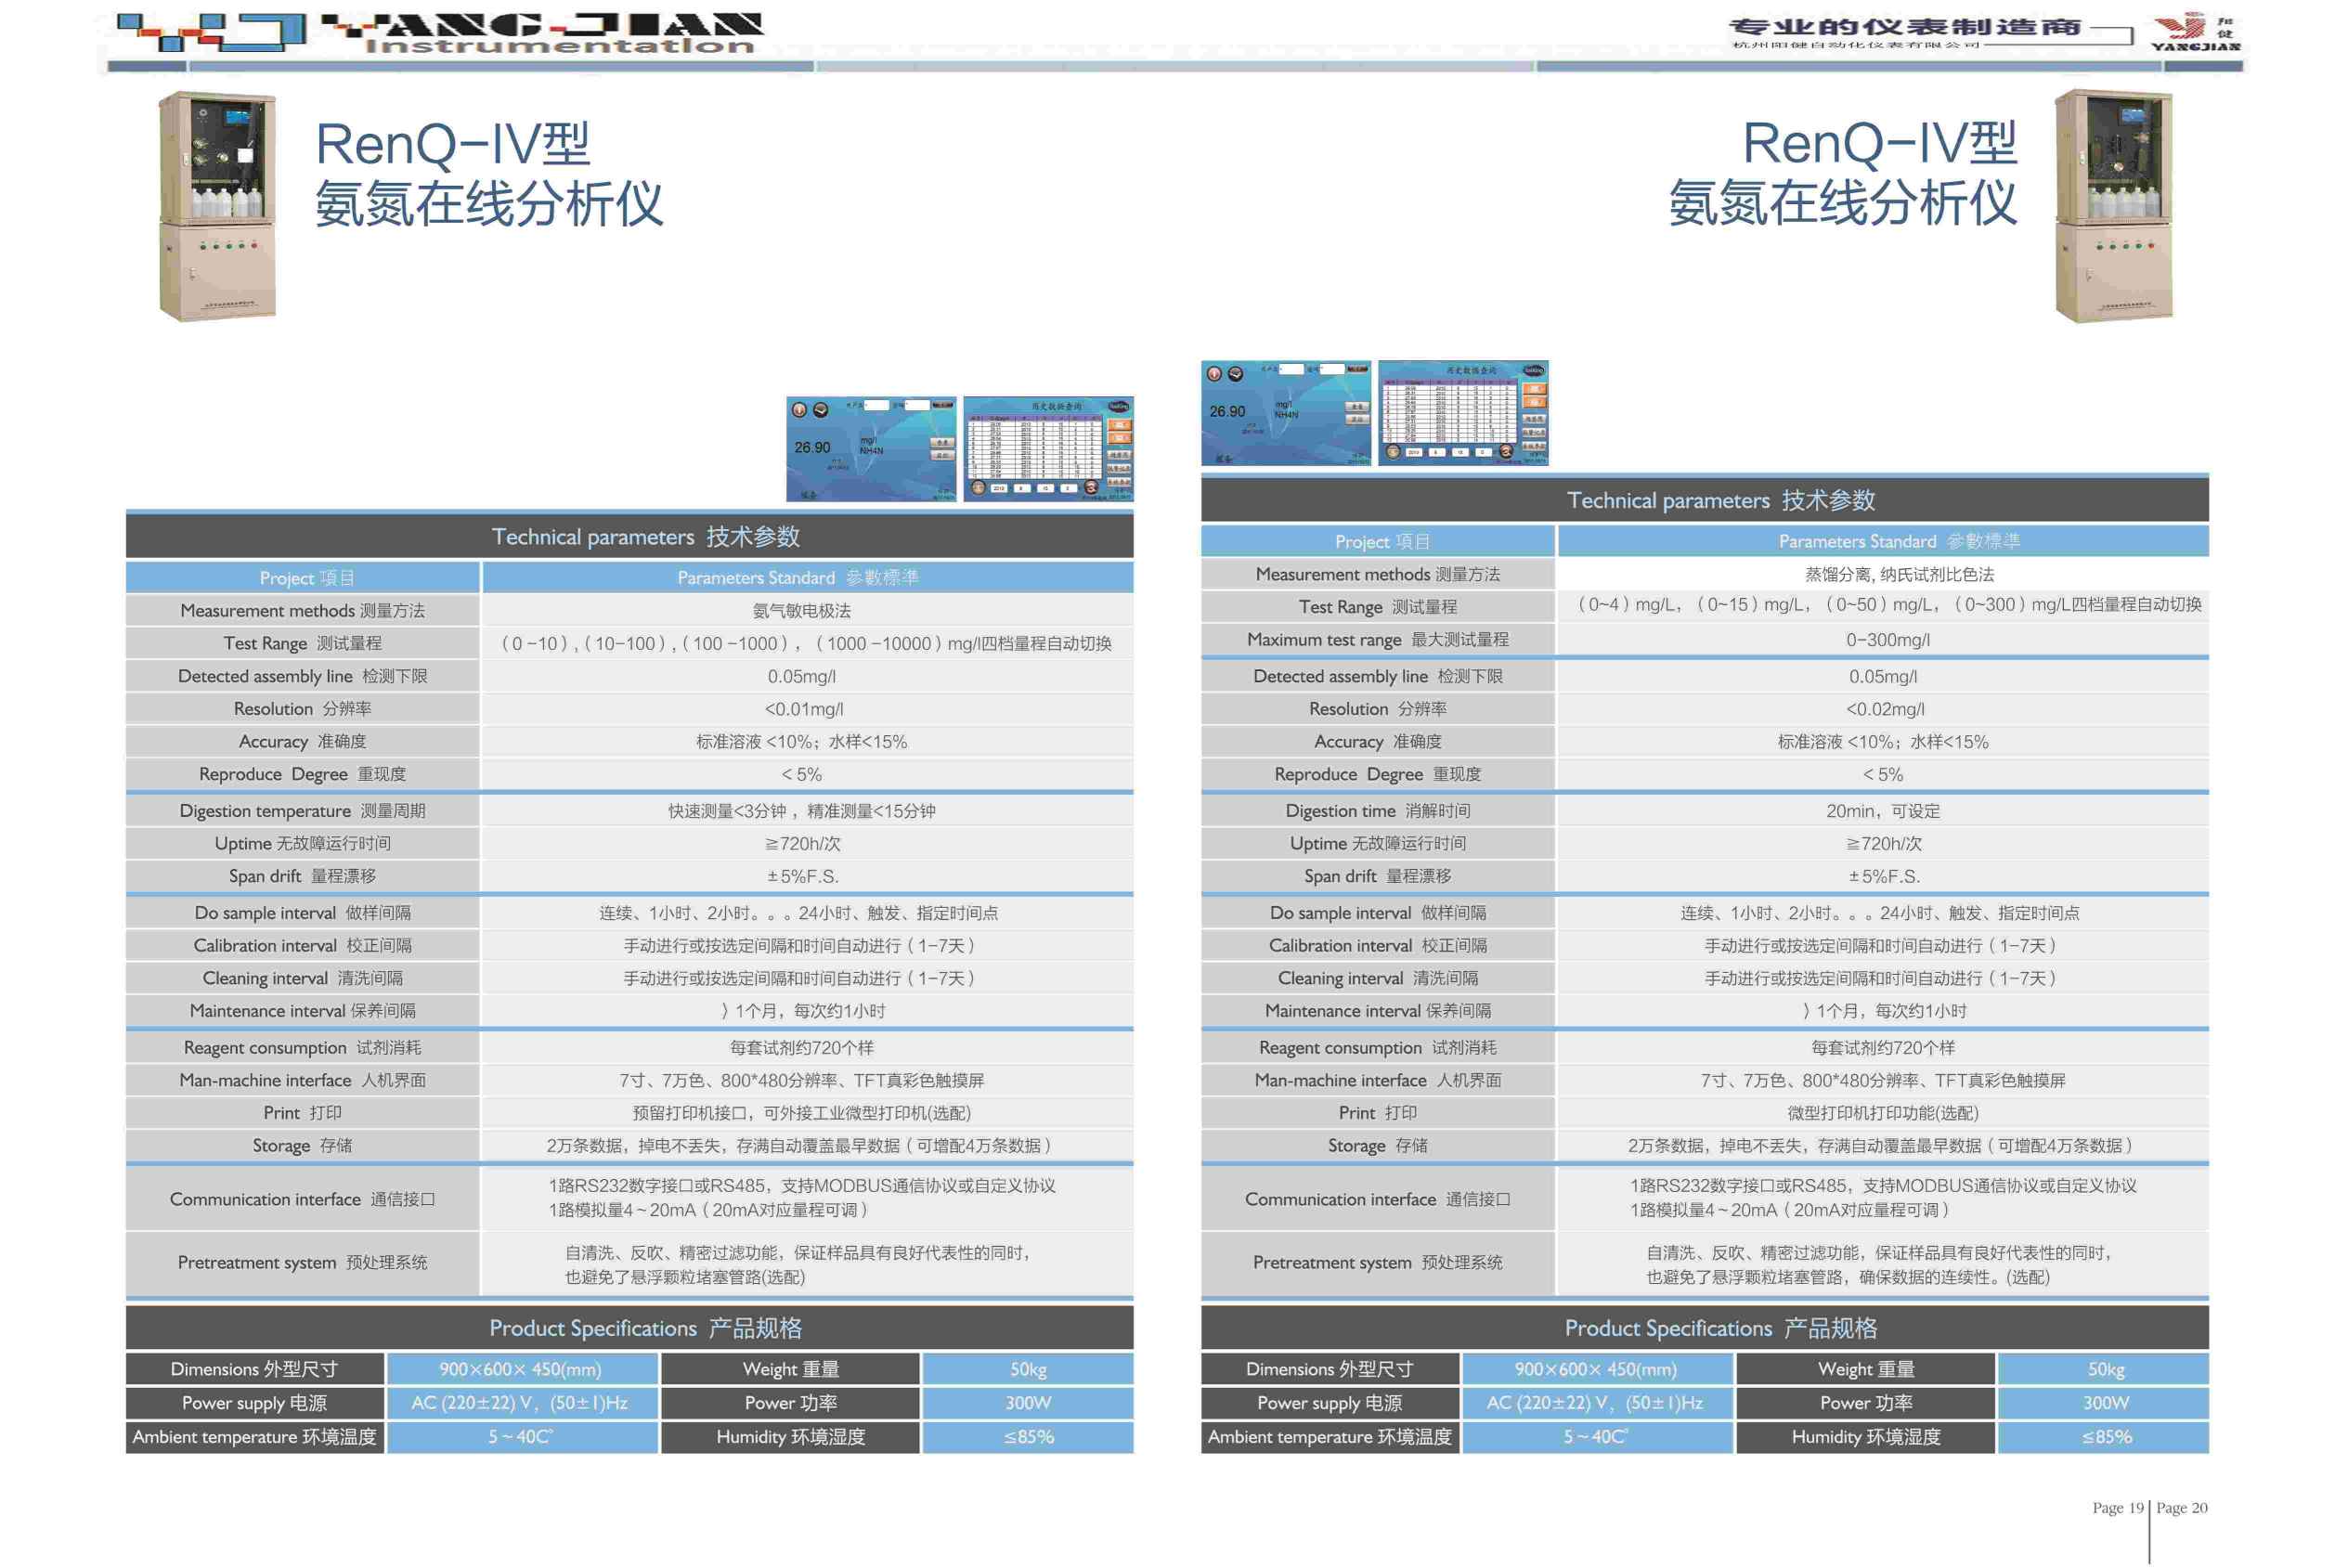 YANG-JIAN
Instrumentation
专业的仪表制造商
杭州阳健自动化仪表有限公司
阳健
YANGJIAN
RenQ-IV型
氨氮在线分析仪
26.90
mg/l
NH4N
历史数据查询
Technical parameters 技术参数
Project 項目 Parameters Standard 參數標準
Measurement methods 测量方法 氨气敏电极法
Test Range 测试量程 （0 -10）,（10-100）,（100 -1000），（1000 -10000）mg/l四档量程自动切换
Detected assembly line 检测下限 0.05mg/l
Resolution 分辨率 <0.01mg/l
Accuracy 准确度 标准溶液 <10%；水样<15%
Reproduce Degree 重现度 < 5%
Digestion temperature 测量周期 快速测量<3分钟 ，精准测量<15分钟
Uptime 无故障运行时间 ≧720h/次
Span drift 量程漂移 ±5%F.S.
Do sample interval 做样间隔 连续、1小时、2小时。。。24小时、触发、指定时间点
Calibration interval 校正间隔 手动进行或按选定间隔和时间自动进行（1-7天）
Cleaning interval 清洗间隔 手动进行或按选定间隔和时间自动进行（1-7天）
Maintenance interval 保养间隔 〉1个月，每次约1小时
Reagent consumption 试剂消耗 每套试剂约720个样
Man-machine interface 人机界面 7寸、7万色、800*480分辨率、TFT真彩色触摸屏
Print 打印 预留打印机接口，可外接工业微型打印机(选配)
Storage 存储 2万条数据，掉电不丢失，存满自动覆盖最早数据（可增配4万条数据）
Communication interface 通信接口 1路RS232数字接口或RS485，支持MODBUS通信协议或自定义协议
1路模拟量4～20mA（20mA对应量程可调）
Pretreatment system 预处理系统 自清洗、反吹、精密过滤功能，保证样品具有良好代表性的同时，
也避免了悬浮颗粒堵塞管路(选配)
Product Specifications 产品规格
Dimensions 外型尺寸 900×600× 450(mm) Weight 重量 50kg
Power supply 电源 AC (220±22) V，(50±1)Hz Power 功率 300W
Ambient temperature 环境温度 5～40C° Humidity 环境湿度 ≤85%
RenQ-IV型
氨氮在线分析仪
26.90
mg/l
NH4N
历史数据查询
Technical parameters 技术参数
Project 項目 Parameters Standard 參數標準
Measurement methods 测量方法 蒸馏分离, 纳氏试剂比色法
Test Range 测试量程 （0~4）mg/L，（0~15）mg/L，（0~50）mg/L，（0~300）mg/L四档量程自动切换
Maximum test range 最大测试量程 0-300mg/l
Detected assembly line 检测下限 0.05mg/l
Resolution 分辨率 <0.02mg/l
Accuracy 准确度 标准溶液 <10%；水样<15%
Reproduce Degree 重现度 < 5%
Digestion time 消解时间 20min，可设定
Uptime 无故障运行时间 ≧720h/次
Span drift 量程漂移 ±5%F.S.
Do sample interval 做样间隔 连续、1小时、2小时。。。24小时、触发、指定时间点
Calibration interval 校正间隔 手动进行或按选定间隔和时间自动进行（1-7天）
Cleaning interval 清洗间隔 手动进行或按选定间隔和时间自动进行（1-7天）
Maintenance interval 保养间隔 〉1个月，每次约1小时
Reagent consumption 试剂消耗 每套试剂约720个样
Man-machine interface 人机界面 7寸、7万色、800*480分辨率、TFT真彩色触摸屏
Print 打印 微型打印机打印功能(选配)
Storage 存储 2万条数据，掉电不丢失，存满自动覆盖最早数据（可增配4万条数据）
Communication interface 通信接口 1路RS232数字接口或RS485，支持MODBUS通信协议或自定义协议
1路模拟量4～20mA（20mA对应量程可调）
Pretreatment system 预处理系统 自清洗、反吹、精密过滤功能，保证样品具有良好代表性的同时，
也避免了悬浮颗粒堵塞管路，确保数据的连续性。(选配)
Product Specifications 产品规格
Dimensions 外型尺寸 900×600× 450(mm) Weight 重量 50kg
Power supply 电源 AC (220±22) V，(50±1)Hz Power 功率 300W
Ambient temperature 环境温度 5～40C° Humidity 环境湿度 ≤85%
Page 19 Page 20